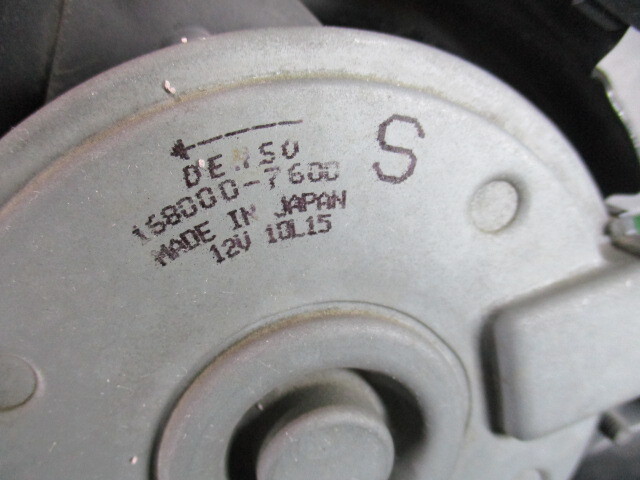 DENSO
S
168000-7600
MADE IN JAPAN
12V 10L15